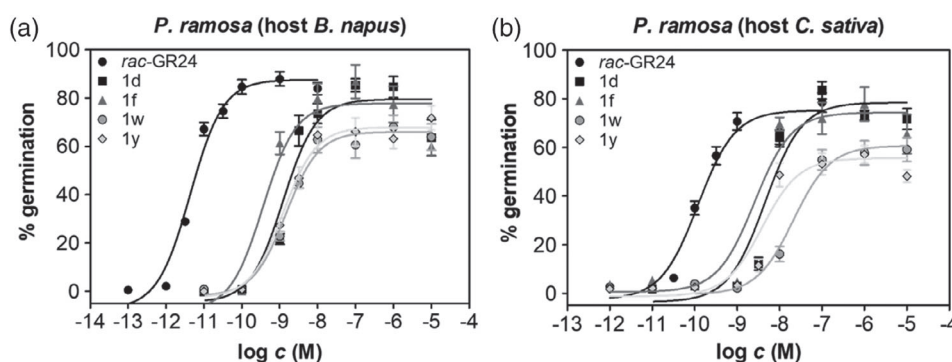 (a)
P. ramosa (host B. napus)
% germination
100
80
60
40
20
0
rac-GR24
1d
1f
1w
1y
-14 -13 -12 -11 -10 -9 -8 -7 -6 -5 -4
log c (M)
(b)
P. ramosa (host C. sativa)
% germination
100
80
60
40
20
0
rac-GR24
1d
1f
1w
1y
-13 -12 -11 -10 -9 -8 -7 -6 -5 -4
log c (M)